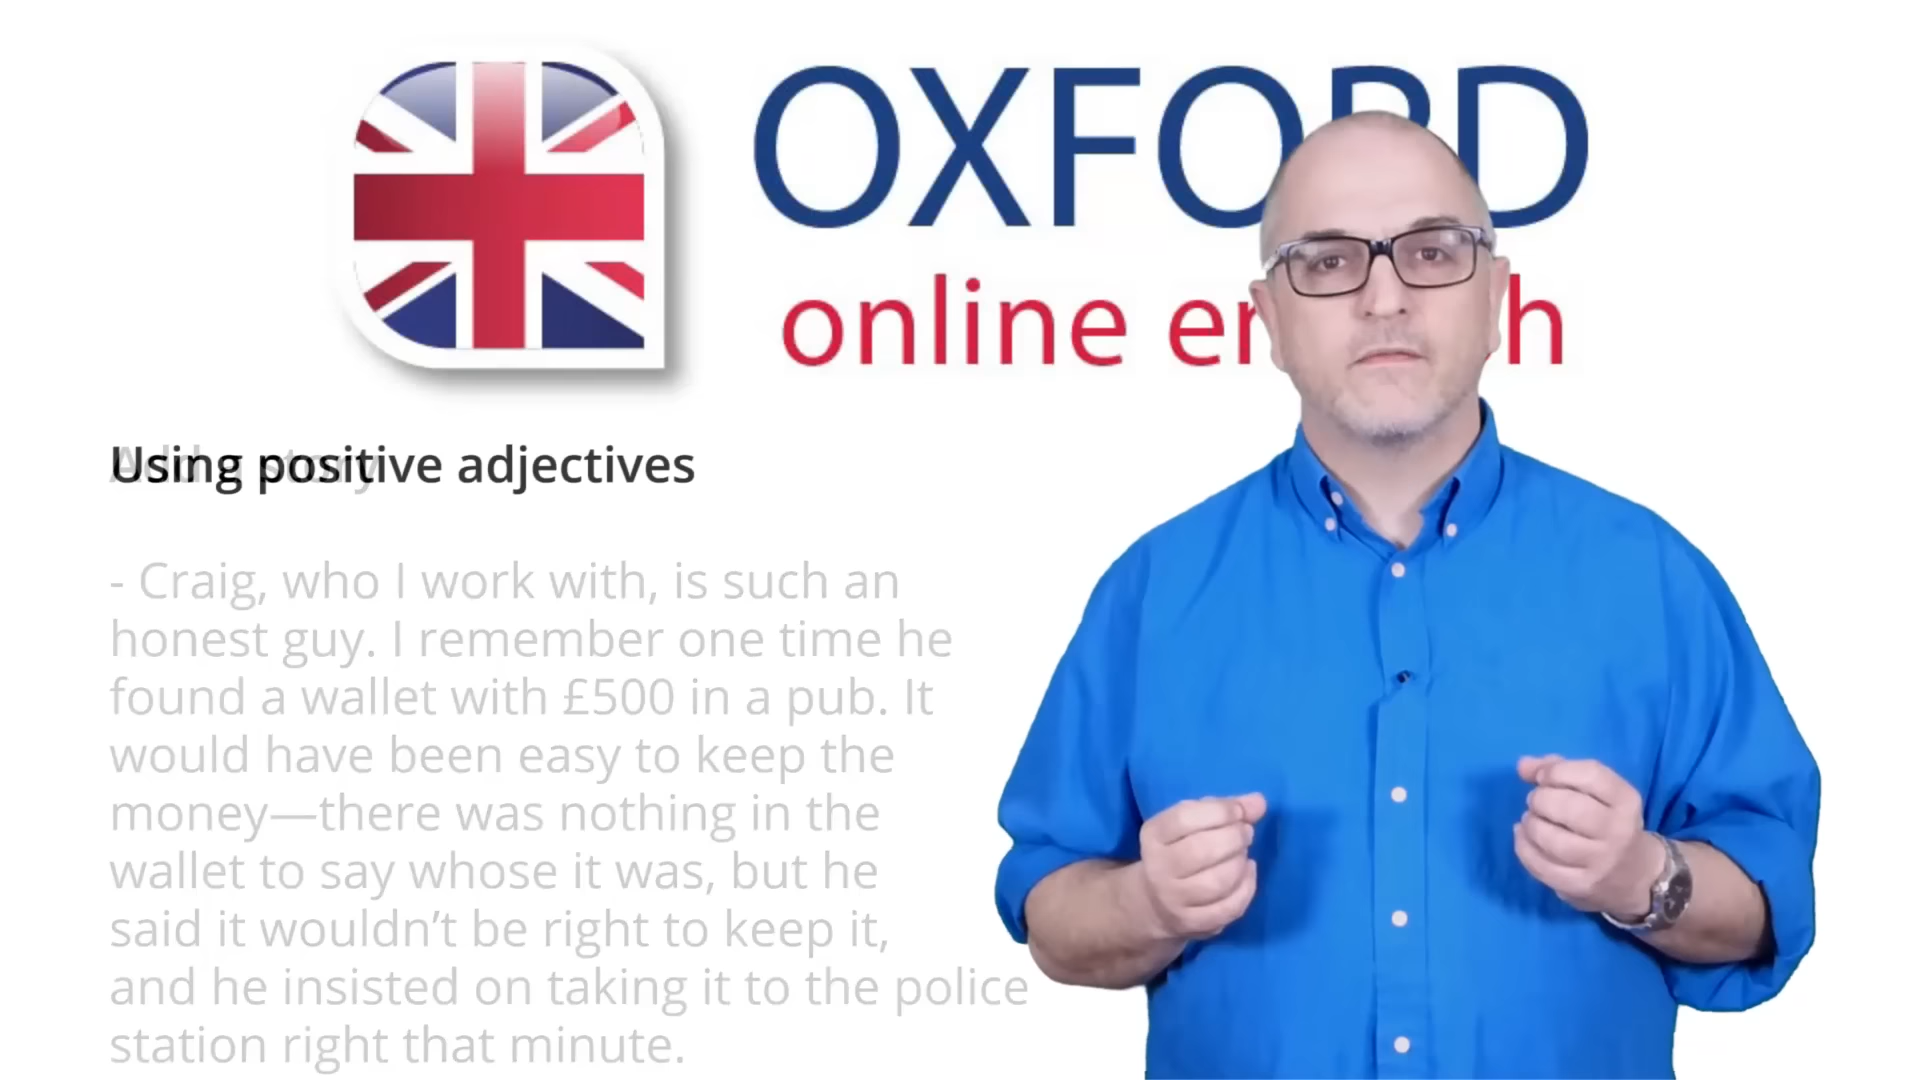 OXFO D
online en h
Using positive adjectives
Add a story
- Craig, who I work with, is such an
honest guy. I remember one time he
found a wallet with £500 in a pub. It
would have been easy to keep the
money—there was nothing in the
wallet to say whose it was, but he
said it wouldn’t be right to keep it,
and he insisted on taking it to the police
station right that minute.